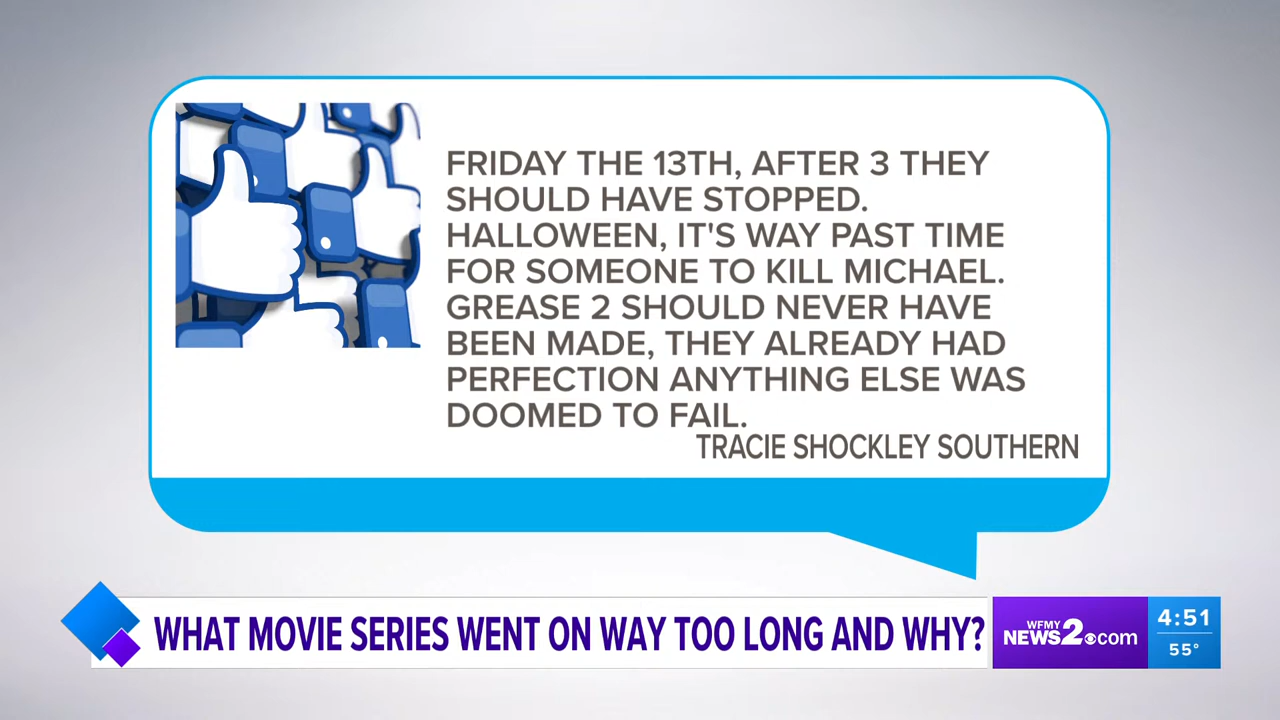 FRIDAY THE 13TH, AFTER 3 THEY
SHOULD HAVE STOPPED.
HALLOWEEN, IT'S WAY PAST TIME
FOR SOMEONE TO KILL MICHAEL.
GREASE 2 SHOULD NEVER HAVE
BEEN MADE, THEY ALREADY HAD
PERFECTION ANYTHING ELSE WAS
DOOMED TO FAIL.
TRACIE SHOCKLEY SOUTHERN
WHAT MOVIE SERIES WENT ON WAY TOO LONG AND WHY?
WFMY
NEWS2.com
4:51
55°